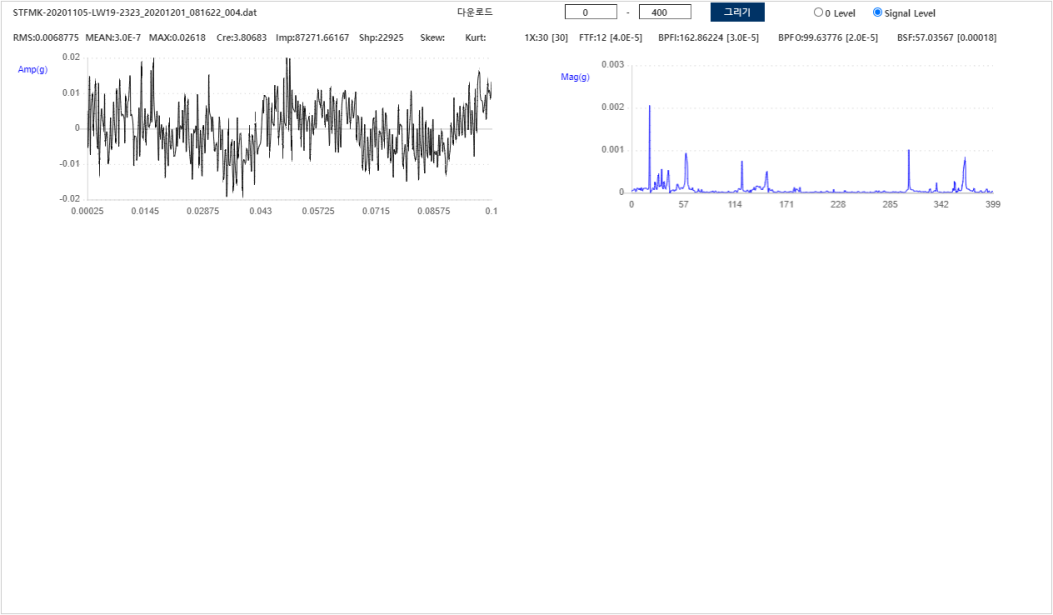 STFMK-20201105-LW19-2323_20201201_081622_004.dat 다운로드 0 - 400 그리기 0 Level Signal Level
RMS:0.0068775 MEAN:3.0E-7 MAX:0.02618 Cre:3.80683 Imp:87271.66167 Shp:22925 Skew: Kurt: 1X:30 [30] FTF:12 [4.0E-5] BPFI:162.86224 [3.0E-5] BPFO:99.63776 [2.0E-5] BSF:57.03567 [0.00018]
Amp(g)
0.02
0.01
0
-0.01
-0.02
0.00025 0.0145 0.02875 0.043 0.05725 0.0715 0.08575 0.1
Mag(g)
0.003
0.002
0.001
0
0 57 114 171 228 285 342 399